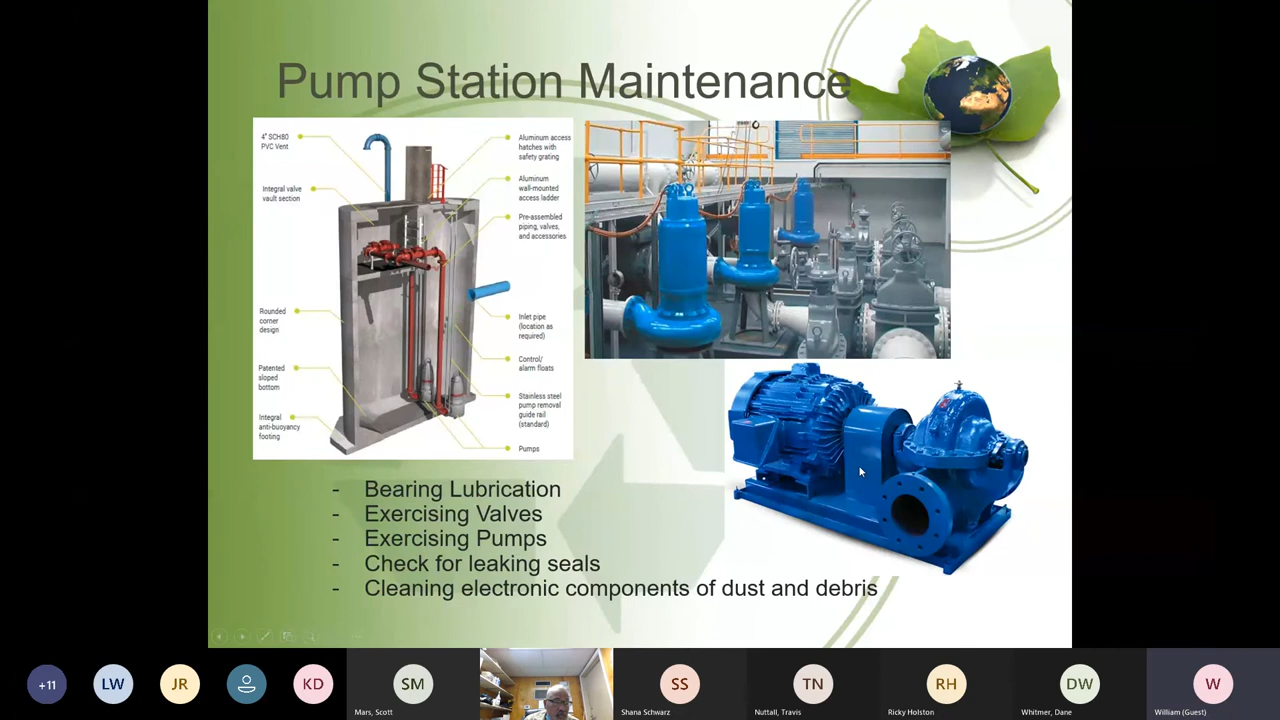 Pump Station Maintenance
4" SCH80
PVC Vent
Integral valve
vault section
Rounded
corner
design
Patented
sloped
bottom
Integral
anti-buoyancy
footing
Aluminum access
hatches with
safety grating
Aluminum
wall-mounted
access ladder
Pre-assembled
piping, valves,
and accessories
Inlet pipe
(location as
required)
Control/
alarm floats
Stainless steel
pump removal
guide rail
(standard)
Pumps
- Bearing Lubrication
- Exercising Valves
- Exercising Pumps
- Check for leaking seals
- Cleaning electronic components of dust and debris
+11
LW
JR
KD
SM
SS
TN
RH
DW
W
Mars, Scott
Shana Schwarz
Nuttall, Travis
Ricky Holston
Whitmer, Dane
William (Guest)